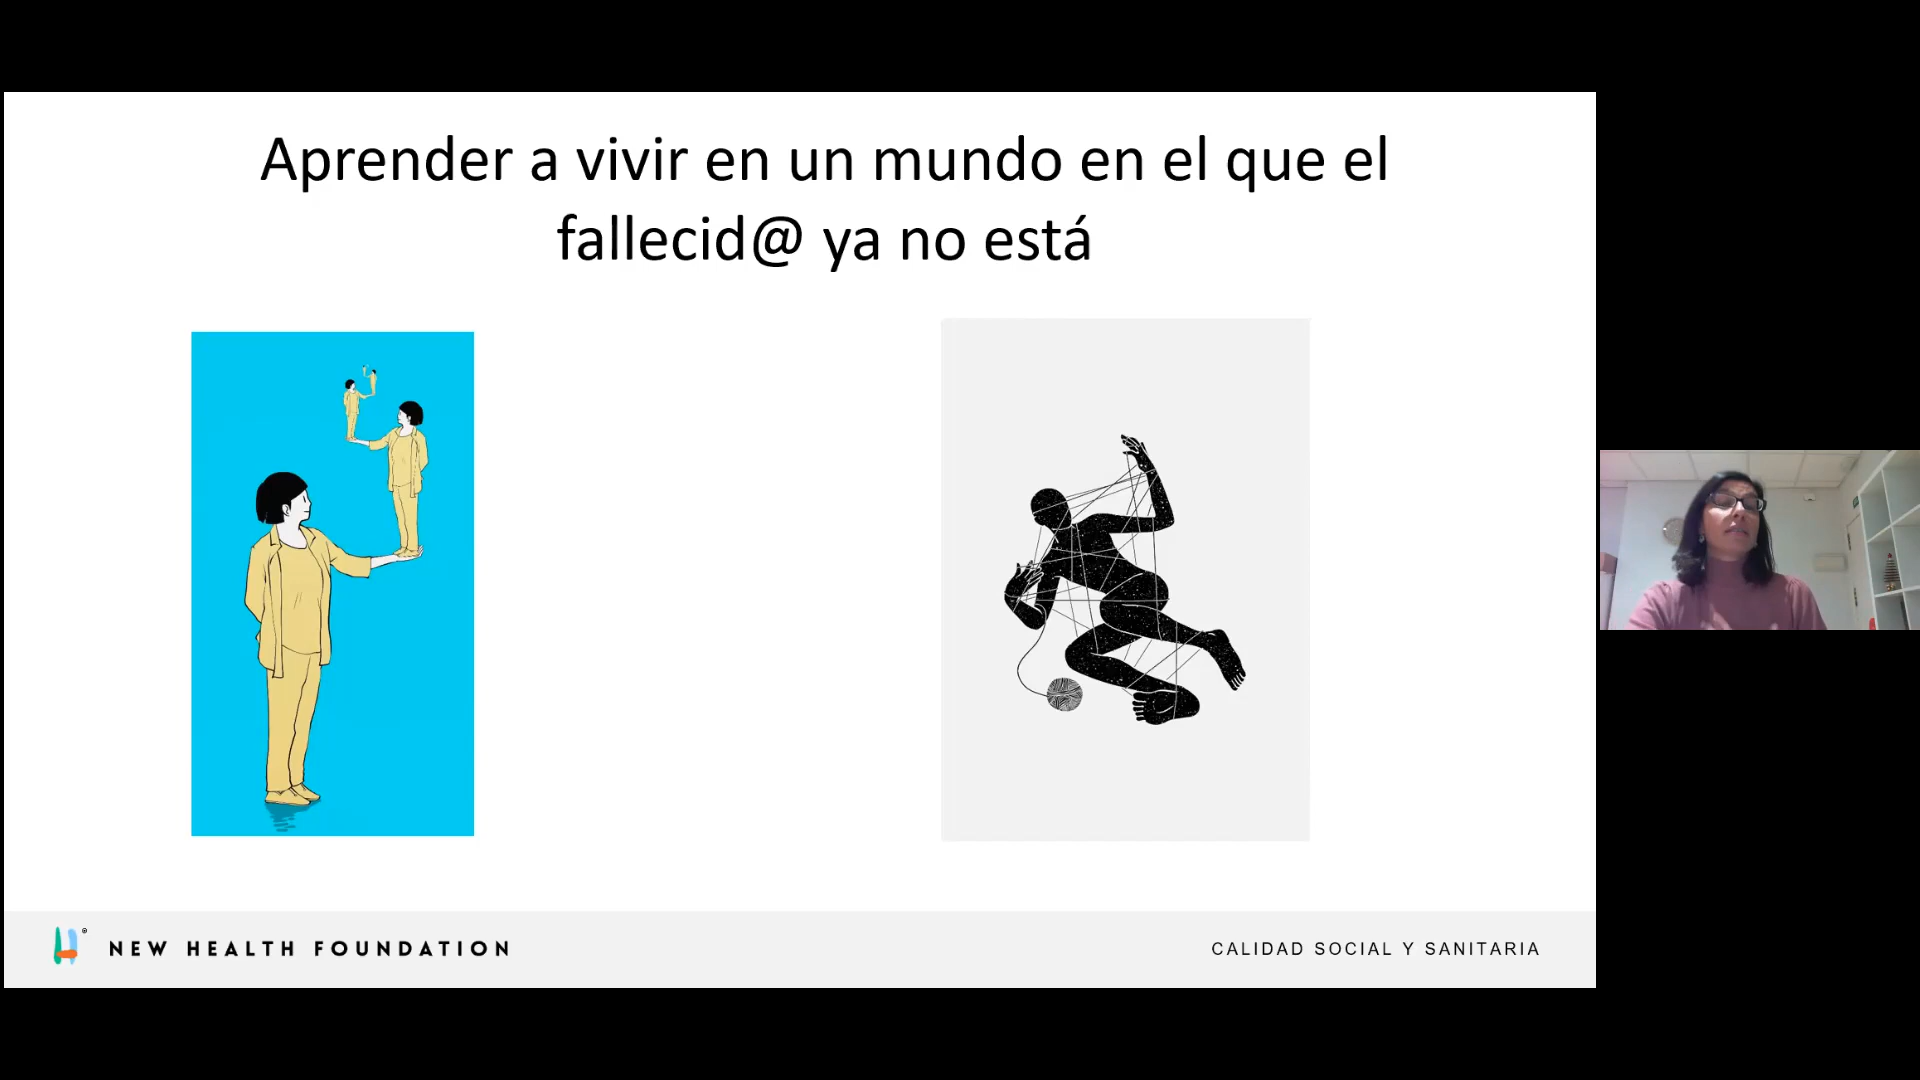 Aprender a vivir en un mundo en el que el
fallecid@ ya no está
NEW HEALTH FOUNDATION
CALIDAD SOCIAL Y SANITARIA